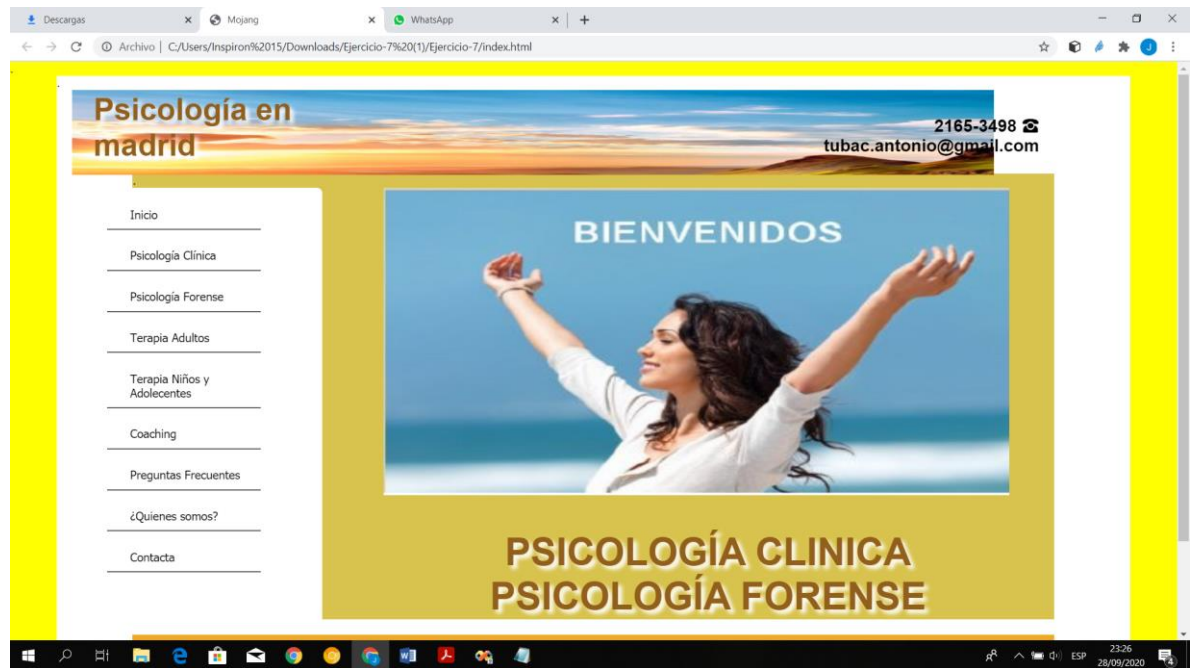 Descargas
Mojang
WhatsApp
Archivo | C:/Users/Inspiron%2015/Downloads/Ejercicio-7%20(1)/Ejercicio-7/index.html
J
Psicología en
madrid
2165-3498 ☎
tubac.antonio@gmail.com
Inicio
Psicología Clínica
Psicología Forense
Terapia Adultos
Terapia Niños y
Adolecentes
Coaching
Preguntas Frecuentes
¿Quienes somos?
Contacta
BIENVENIDOS
PSICOLOGÍA CLINICA
PSICOLOGÍA FORENSE
ESP
23:26
28/09/2020
4